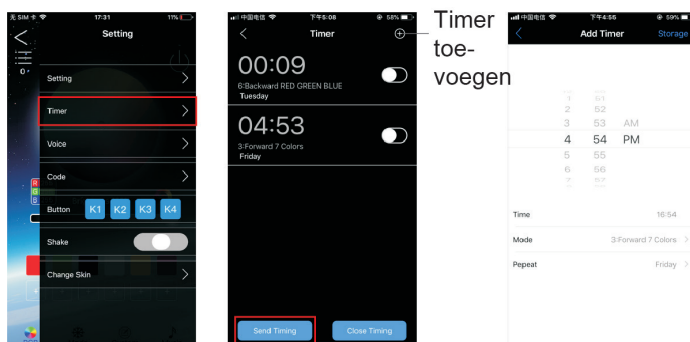 无 SIM 卡
17:31
11%
Setting
Setting
Timer
Voice
Code
R
G
B
Button K1 K2 K3 K4
Shake
Change Skin
中国电信
下午5:08
58%
Timer
00:09
6:Backward RED GREEN BLUE
Tuesday
04:53
3:Forward 7 Colors
Friday
Send Timing
Close Timing
Timer
toe-
voegen
中国电信
下午4:55
59%
Add Timer
Storage
1 51
2 52
3 53 AM
4 54 PM
5 55
6 56
7 57
Time 16:54
Mode 3:Forward 7 Colors
Pepeat Friday